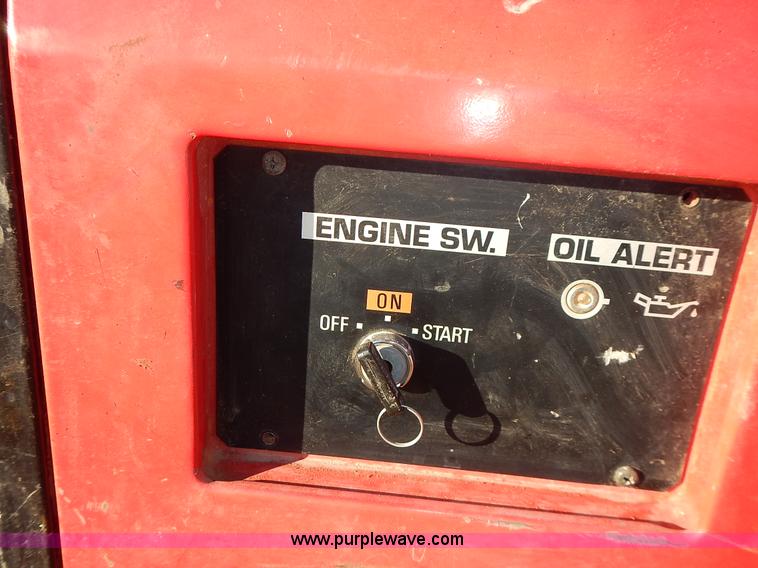 ENGINE SW.
OIL ALERT
ON
OFF
START
www.purplewave.com